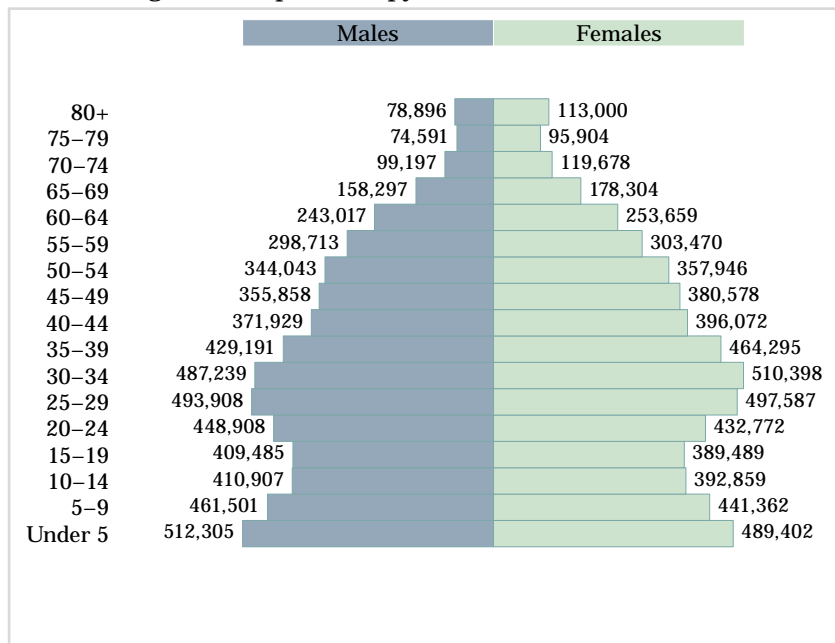 Males Females
80+ 78,896 113,000
75–79 74,591 95,904
70–74 99,197 119,678
65–69 158,297 178,304
60–64 243,017 253,659
55–59 298,713 303,470
50–54 344,043 357,946
45–49 355,858 380,578
40–44 371,929 396,072
35–39 429,191 464,295
30–34 487,239 510,398
25–29 493,908 497,587
20–24 448,908 432,772
15–19 409,485 389,489
10–14 410,907 392,859
5–9 461,501 441,362
Under 5 512,305 489,402